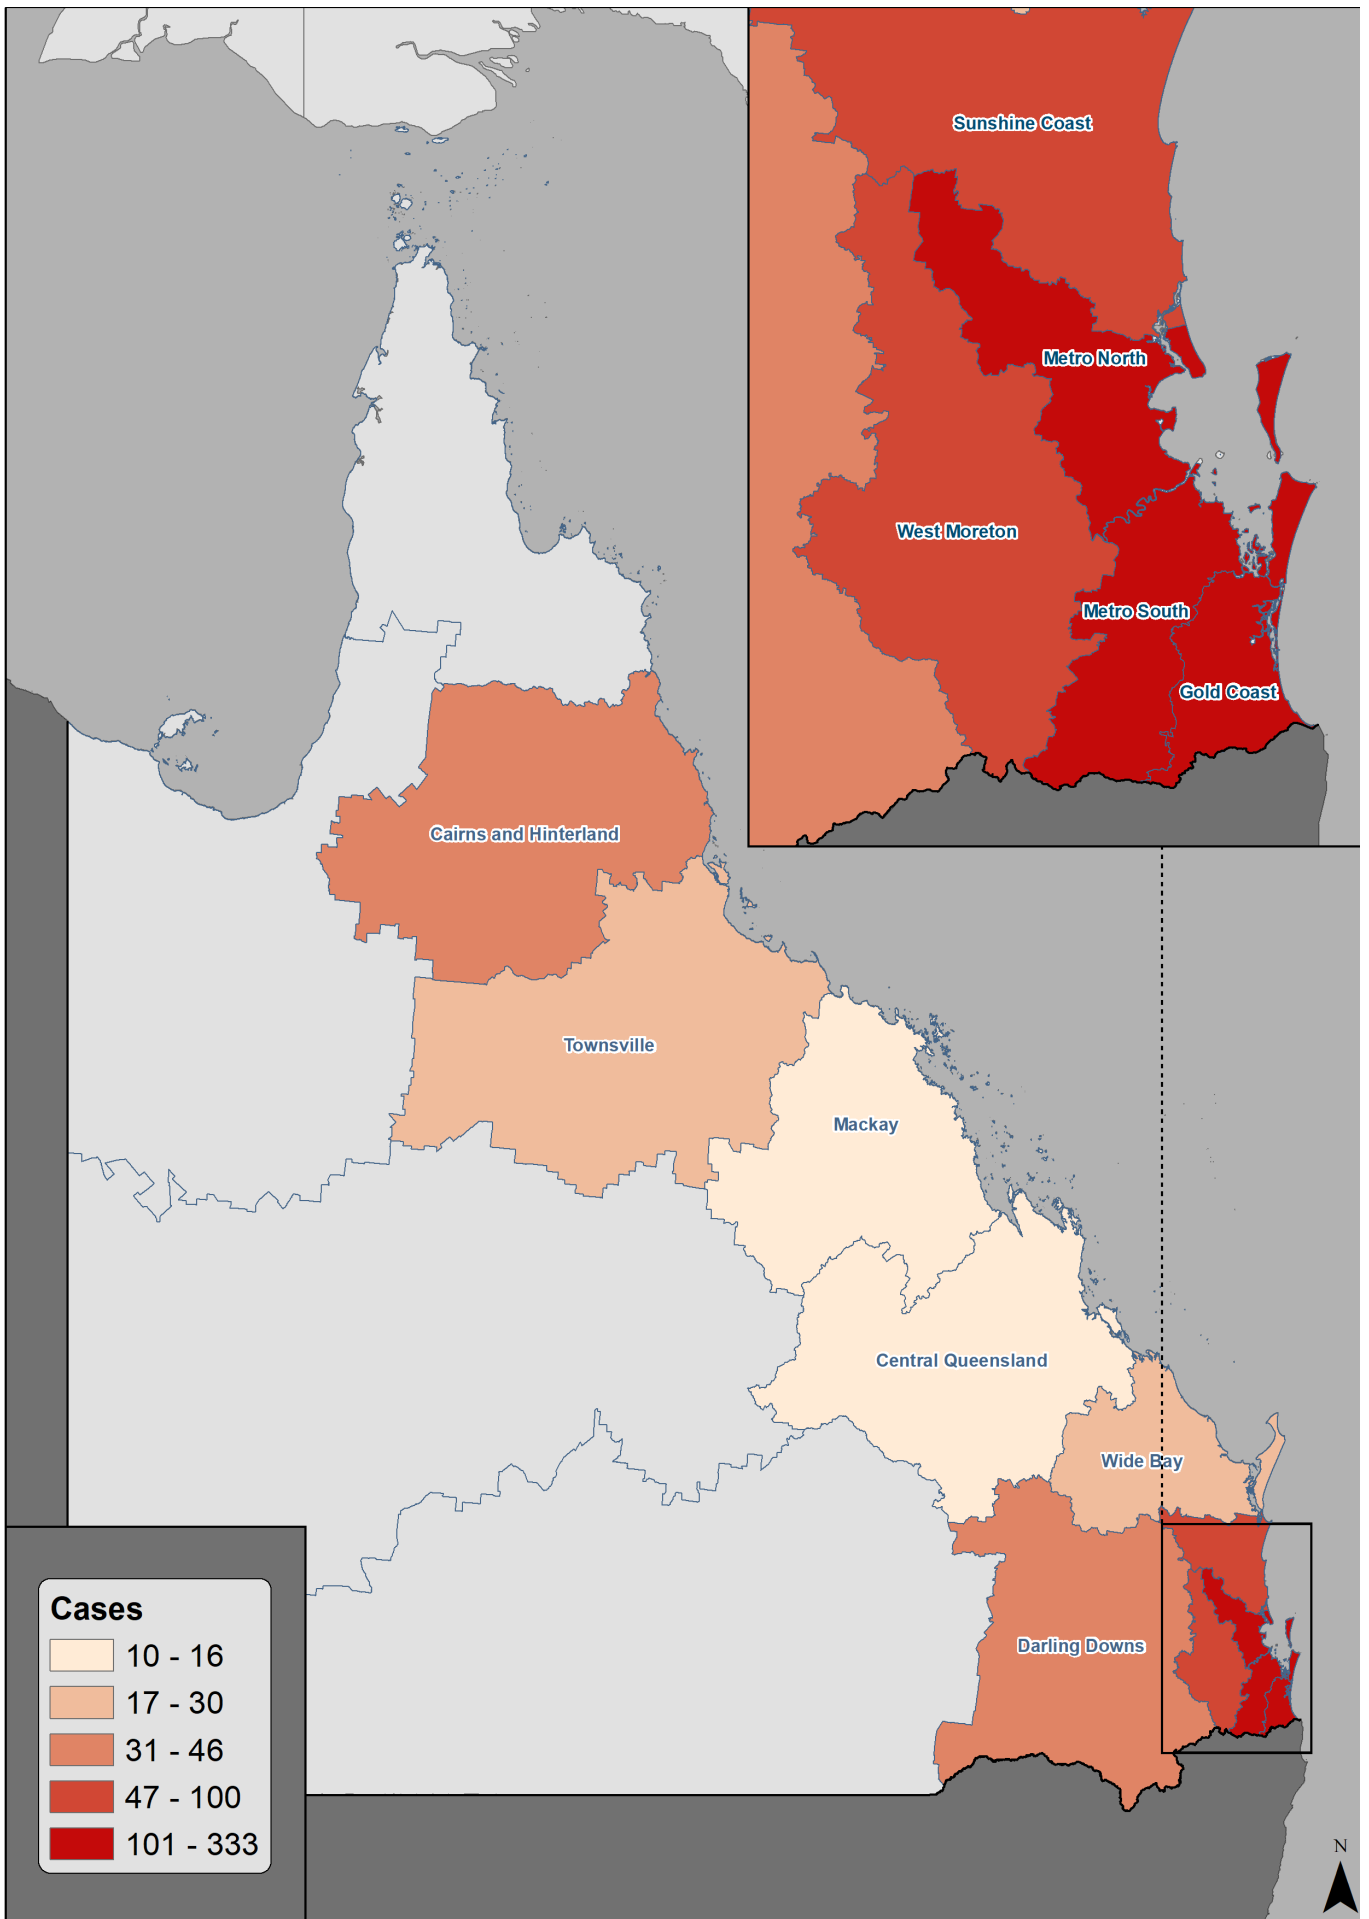 Sunshine Coast
Metro North
West Moreton
Metro South
Gold Coast
Cairns and Hinterland
Townsville
Mackay
Central Queensland
Wide Bay
Darling Downs
Cases
10 - 16
17 - 30
31 - 46
47 - 100
101 - 333
N